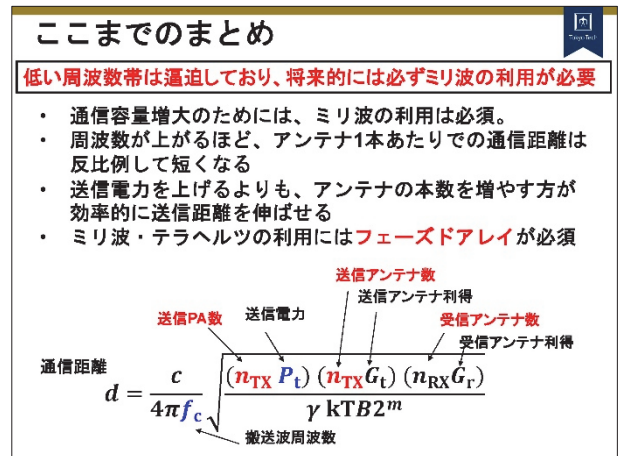 ここまでのまとめ
Tokyo Tech
低い周波数帯は逼迫しており、将来的には必ずミリ波の利用が必要
・ 通信容量増大のためには、ミリ波の利用は必須。
・ 周波数が上がるほど、アンテナ1本あたりでの通信距離は
反比例して短くなる
・ 送信電力を上げるよりも、アンテナの本数を増やす方が
効率的に送信距離を伸ばせる
・ ミリ波・テラヘルツの利用にはフェーズドアレイが必須
送信アンテナ数
送信PA数 送信電力 送信アンテナ利得 受信アンテナ数
受信アンテナ利得
通信距離
d = c/(4πf_c) √((n_TX P_t) (n_TX G_t) (n_RX G_r)/(γ kTB2^m))
搬送波周波数